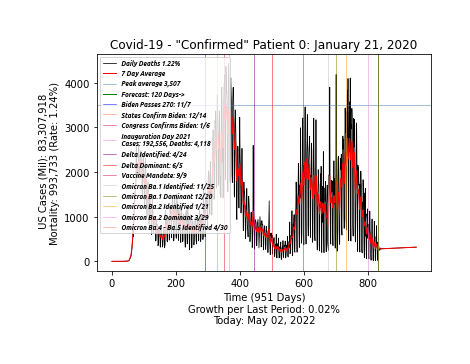 Covid-19 - "Confirmed" Patient 0: January 21, 2020
US Cases (Mil): 83,307,918
Mortality: 993,733 (Rate: 1.24%)
4000
3000
2000
1000
0
Daily Deaths 1.22%
7 Day Average
Peak average 3,507
Forecast: 120 Days->
Biden Passes 270: 11/7
States Confirms Biden: 12/14
Congress Confirms Biden: 1/6
Inauguration Day 2021
Cases: 192,556, Deaths: 4,118
Delta Identified: 4/24
Delta Dominant: 6/5
Vaccine Mandate: 9/9
Omicron Ba.1 Identified: 11/25
Omicron Ba.1 Dominant 12/20
Omicron Ba.2 Identified 1/21
Omicron Ba.2 Dominant 3/29
Omicron Ba.4 - Ba.5 Identified 4/30
0 200 400 600 800
Time (951 Days)
Growth per Last Period: 0.02%
Today: May 02, 2022